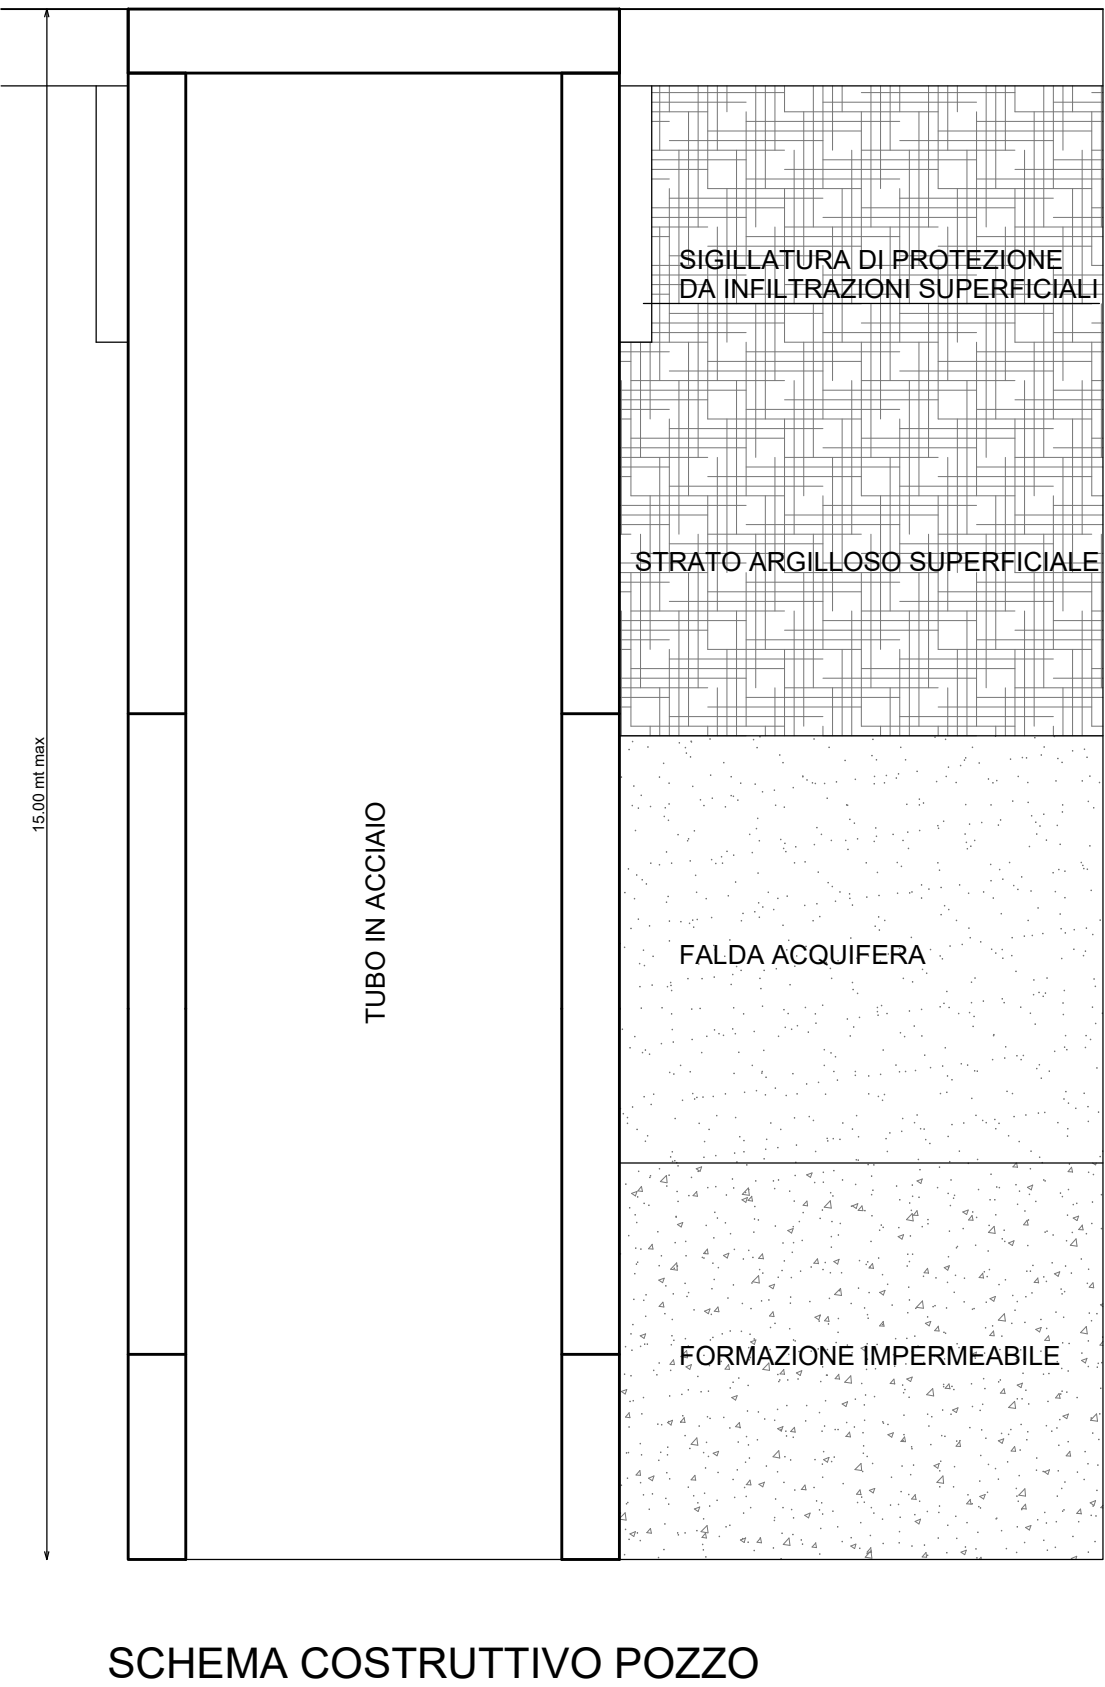 SIGILLATURA DI PROTEZIONE
DA INFILTRAZIONI SUPERFICIALI
STRATO ARGILLOSO SUPERFICIALE
15.00 mt max
TUBO IN ACCIAIO
FALDA ACQUIFERA
FORMAZIONE IMPERMEABILE
SCHEMA COSTRUTTIVO POZZO